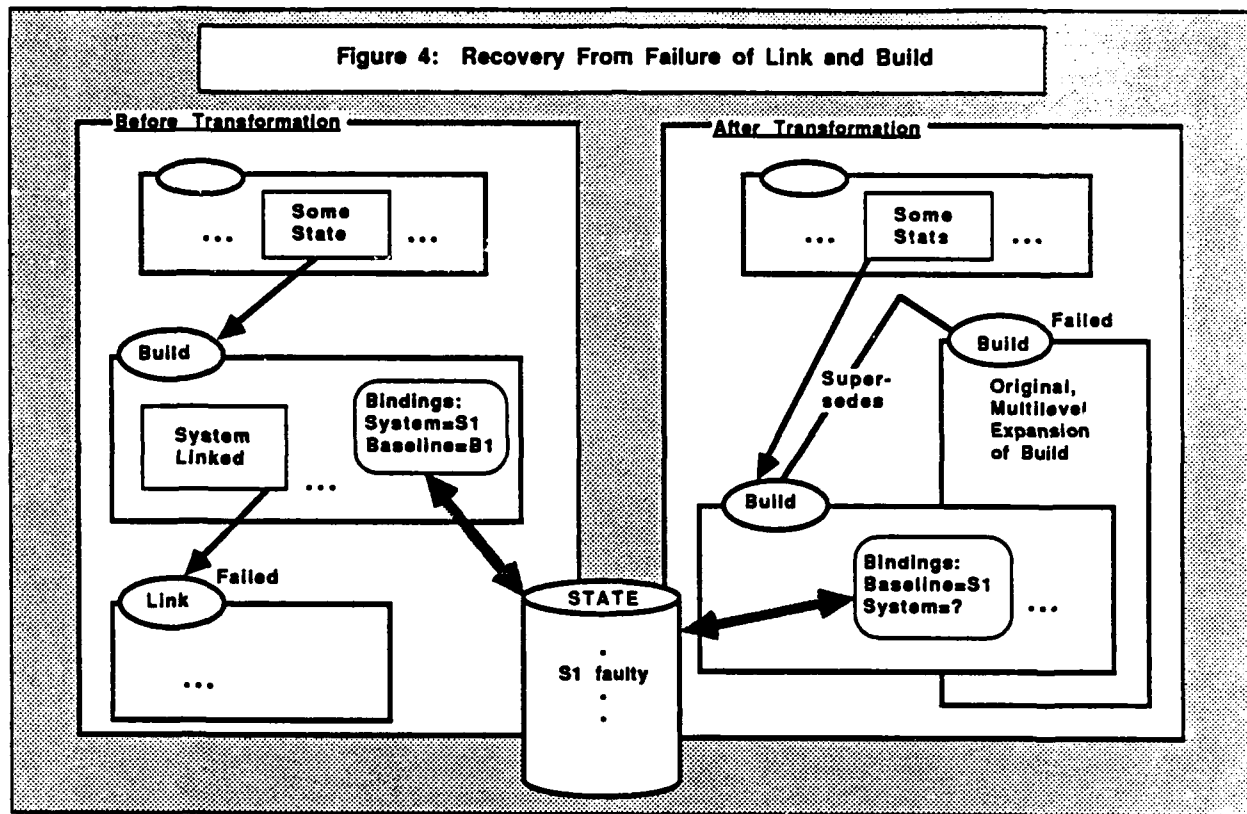 Figure 4: Recovery From Failure of Link and Build
Before Transformation
Some
State
...
...
Build
System
Linked
...
Bindings:
System=S1
Baseline=B1
Failed
Link
...
STATE
.
S1 faulty
.
.
After Transformation
Some
Stats
...
...
Failed
Build
Super-
sedes
Original,
Multilevel
Expansion
of Build
Build
Bindings:
Baseline=S1
System=?
...